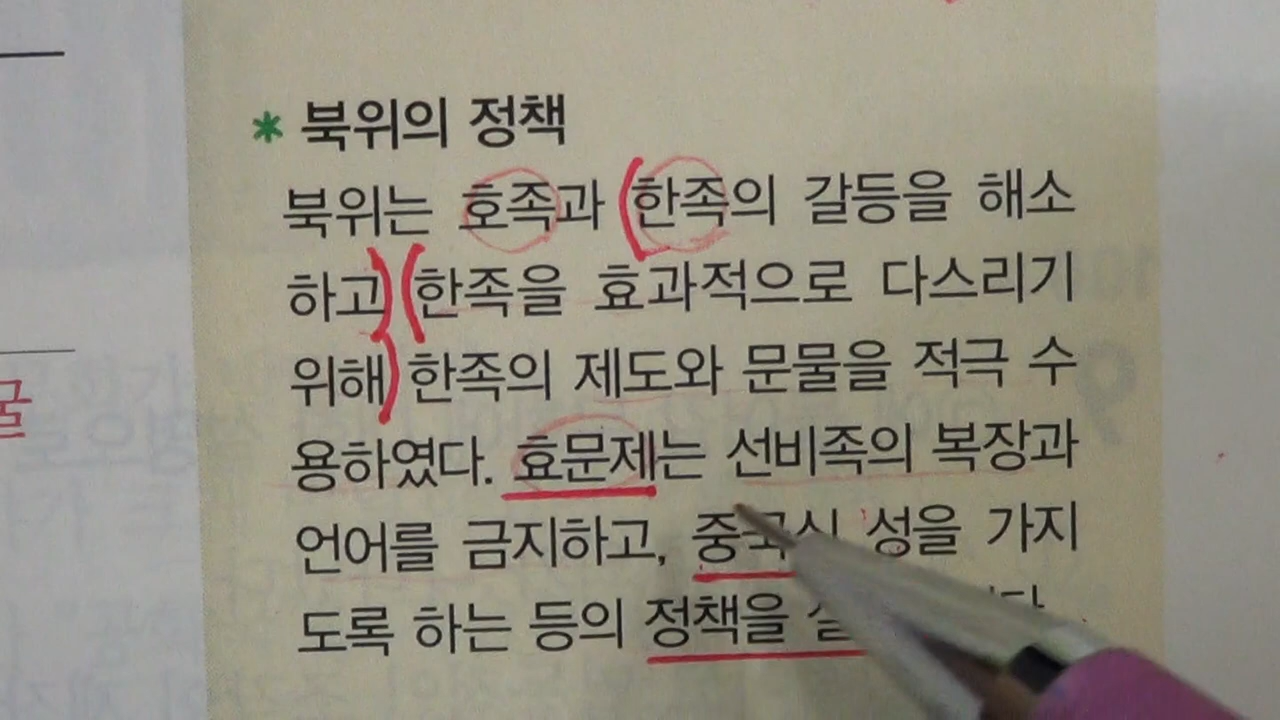 * 북위의 정책
북위는 호족과 한족의 갈등을 해소
하고 한족을 효과적으로 다스리기
위해 한족의 제도와 문물을 적극 수
용하였다. 효문제는 선비족의 복장과
언어를 금지하고, 중국식 성을 가지
도록 하는 등의 정책을